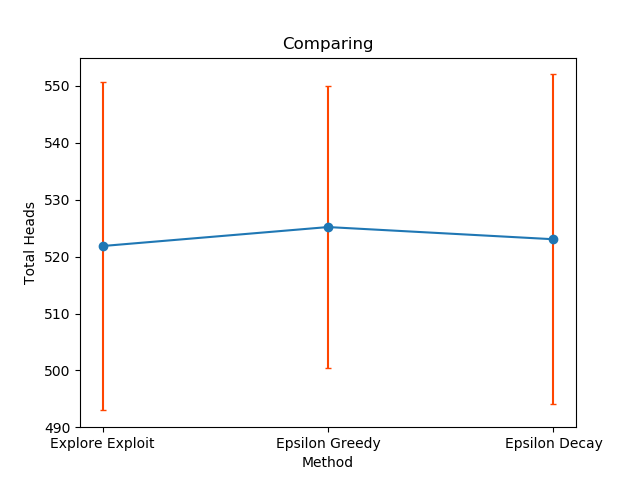 Comparing
550
540
530
520
510
500
490
Total Heads
Explore Exploit
Epsilon Greedy
Epsilon Decay
Method